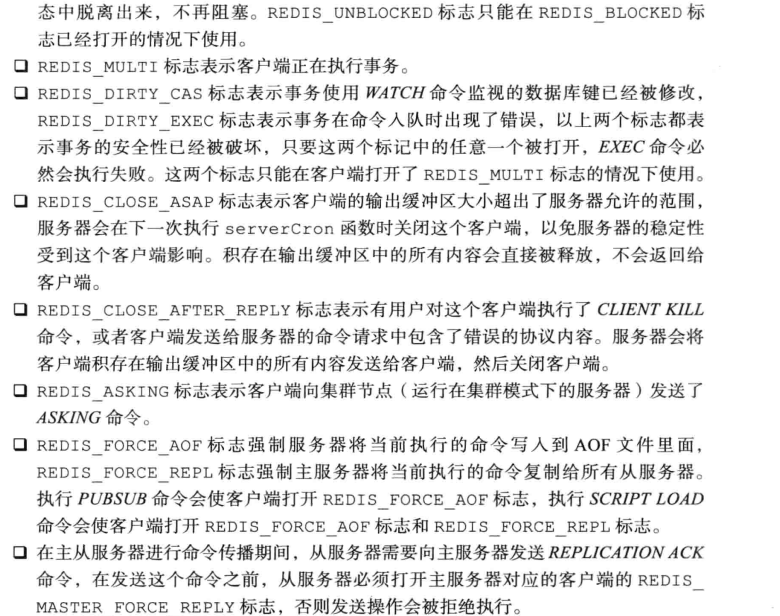 态中脱离出来，不再阻塞。REDIS_UNBLOCKED 标志只能在 REDIS_BLOCKED 标
志已经打开的情况下使用。
❑ REDIS_MULTI 标志表示客户端正在执行事务。
❑ REDIS_DIRTY_CAS 标志表示事务使用 WATCH 命令监视的数据库键已经被修改，
REDIS_DIRTY_EXEC 标志表示事务在命令入队时出现了错误，以上两个标志都表
示事务的安全性已经被破坏，只要这两个标记中的任意一个被打开，EXEC 命令必
然会执行失败。这两个标志只能在客户端打开了 REDIS_MULTI 标志的情况下使用。
❑ REDIS_CLOSE_ASAP 标志表示客户端的输出缓冲区大小超出了服务器允许的范围，
服务器会在下一次执行 serverCron 函数时关闭这个客户端，以免服务器的稳定性
受到这个客户端影响。积存在输出缓冲区中的所有内容会直接被释放，不会返回给
客户端。
❑ REDIS_CLOSE_AFTER_REPLY 标志表示有用户对这个客户端执行了 CLIENT KILL
命令，或者客户端发送给服务器的命令请求中包含了错误的协议内容。服务器会将
客户端积存在输出缓冲区中的所有内容发送给客户端，然后关闭客户端。
❑ REDIS_ASKING 标志表示客户端向集群节点（运行在集群模式下的服务器）发送了
ASKING 命令。
❑ REDIS_FORCE_AOF 标志强制服务器将当前执行的命令写入到 AOF 文件里面，
REDIS_FORCE_REPL 标志强制主服务器将当前执行的命令复制给所有从服务器。
执行 PUBSUB 命令会使客户端打开 REDIS_FORCE_AOF 标志，执行 SCRIPT LOAD
命令会使客户端打开 REDIS_FORCE_AOF 标志和 REDIS_FORCE_REPL 标志。
❑ 在主从服务器进行命令传播期间，从服务器需要向主服务器发送 REPLICATION ACK
命令，在发送这个命令之前，从服务器必须打开主服务器对应的客户端的 REDIS_
MASTER_FORCE_REPLY 标志，否则发送操作会被拒绝执行。